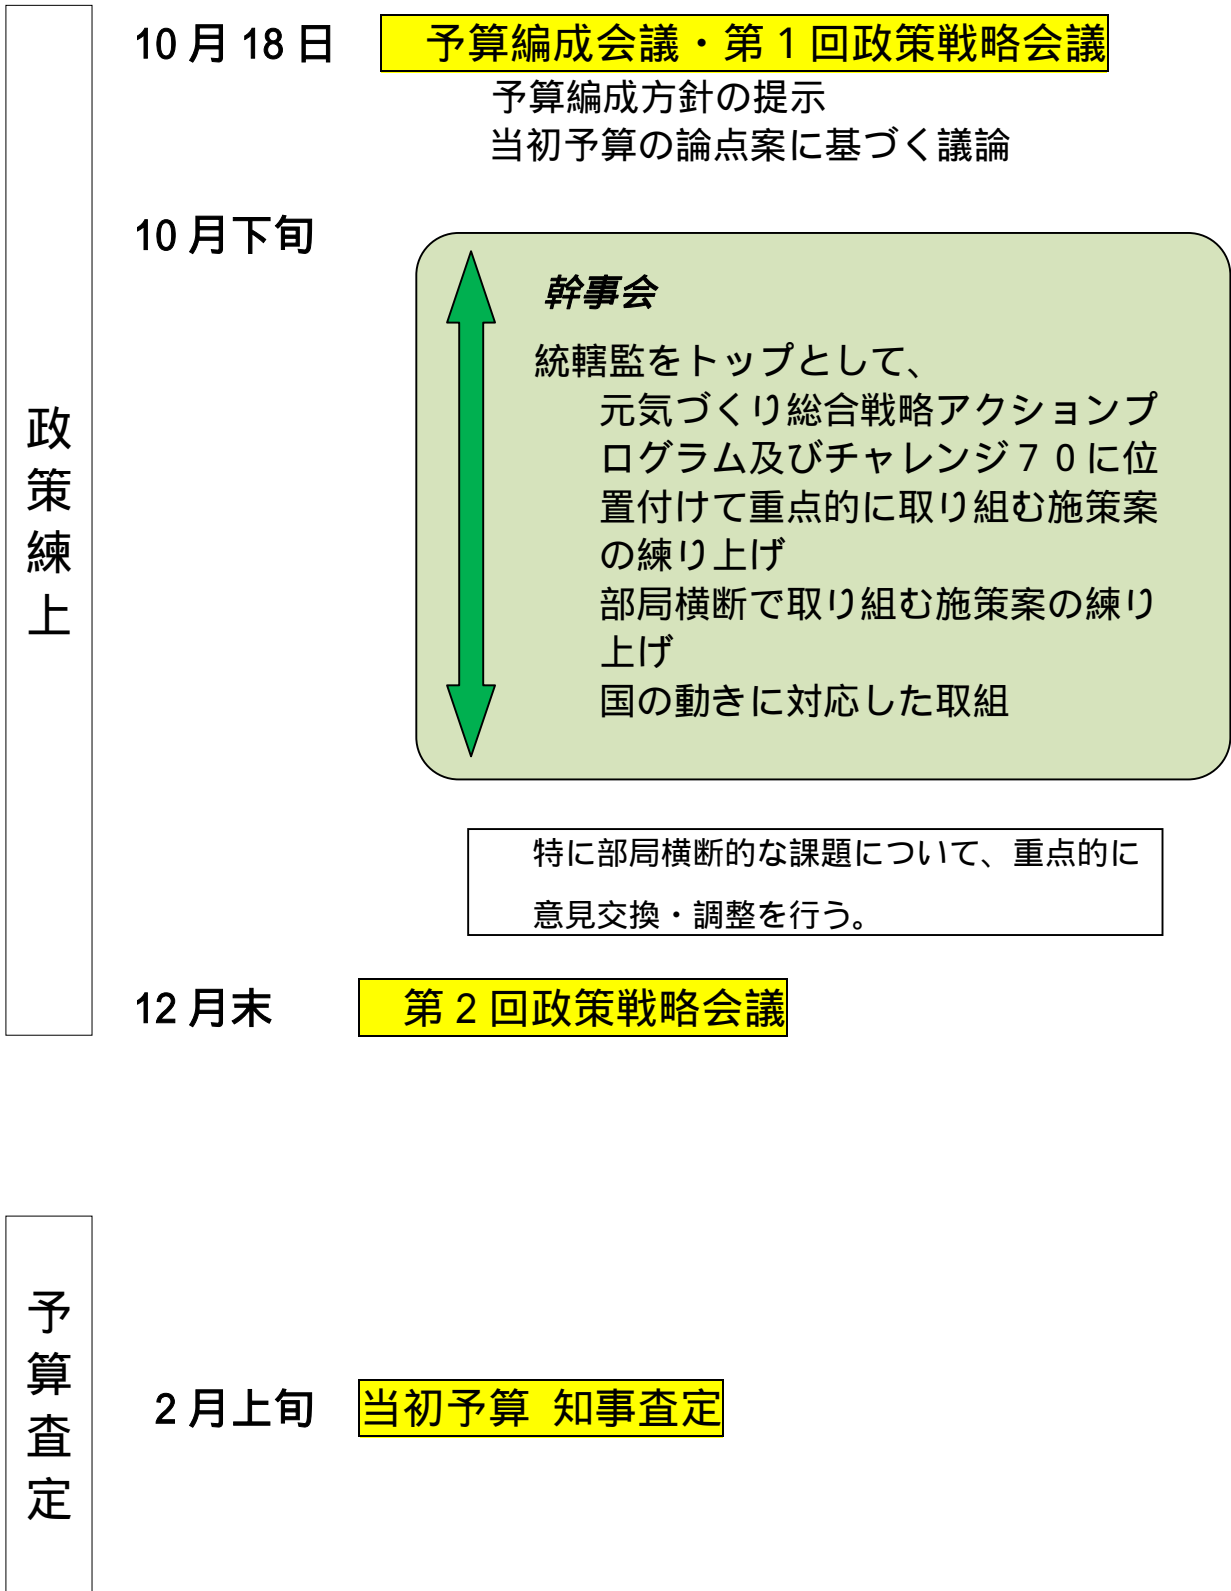 政策練上
10月18日
予算編成会議・第1回政策戦略会議
予算編成方針の提示
当初予算の論点案に基づく議論
10月下旬
幹事会
統轄監をトップとして、
元気づくり総合戦略アクションプ
ログラム及びチャレンジ70に位
置付けて重点的に取り組む施策案
の練り上げ
部局横断で取り組む施策案の練り
上げ
国の動きに対応した取組
特に部局横断的な課題について、重点的に
意見交換・調整を行う。
12月末
第2回政策戦略会議
予算査定
2月上旬
当初予算 知事査定